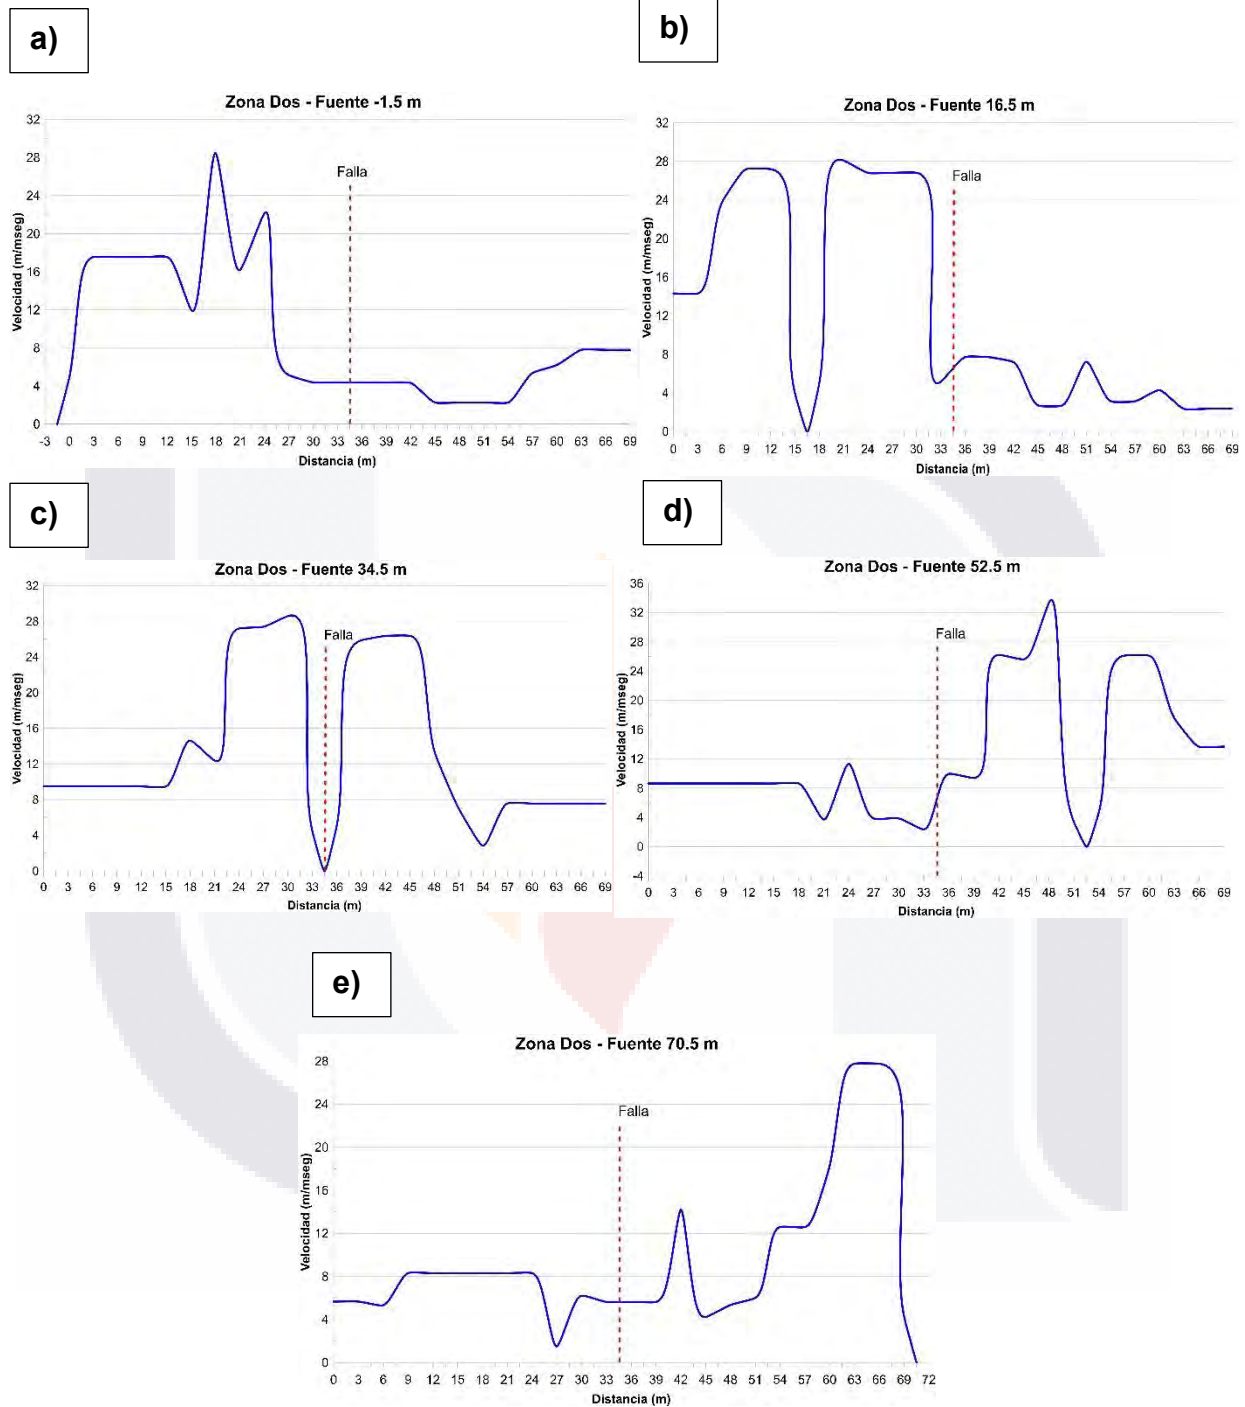 a)
Zona Dos - Fuente -1.5 m
Velocidad (m/mseg)
32
28
24
20
16
12
8
4
0
Falla
-3 0 3 6 9 12 15 18 21 24 27 30 33 36 39 42 45 48 51 54 57 60 63 66 69
Distancia (m)
b)
Zona Dos - Fuente 16.5 m
Velocidad (m/mseg)
32
28
24
20
16
12
8
4
0
Falla
0 3 6 9 12 15 18 21 24 27 30 33 36 39 42 45 48 51 54 57 60 63 66 69
Distancia (m)
c)
Zona Dos - Fuente 34.5 m
Velocidad (m/mseg)
32
28
24
20
16
12
8
4
0
Falla
0 3 6 9 12 15 18 21 24 27 30 33 36 39 42 45 48 51 54 57 60 63 66 69
Distancia (m)
d)
Zona Dos - Fuente 52.5 m
Velocidad (m/mseg)
36
32
28
24
20
16
12
8
4
0
-4
Falla
0 3 6 9 12 15 18 21 24 27 30 33 36 39 42 45 48 51 54 57 60 63 66 69
Distancia (m)
e)
Zona Dos - Fuente 70.5 m
Velocidad (m/mseg)
28
24
20
16
12
8
4
0
Falla
0 3 6 9 12 15 18 21 24 27 30 33 36 39 42 45 48 51 54 57 60 63 66 69 72
Distancia (m)